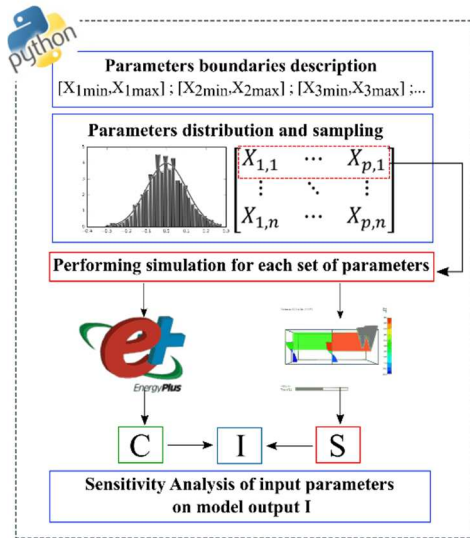 python
Parameters boundaries description
[X1min,X1max] ; [X2min,X2max] ; [X3min,X3max] ;...
Parameters distribution and sampling
X1,1 ⋯ Xp,1
⋮ ⋱ ⋮
X1,n ⋯ Xp,n
Performing simulation for each set of parameters
e+
EnergyPlus
C I S
Sensitivity Analysis of input parameters
on model output I